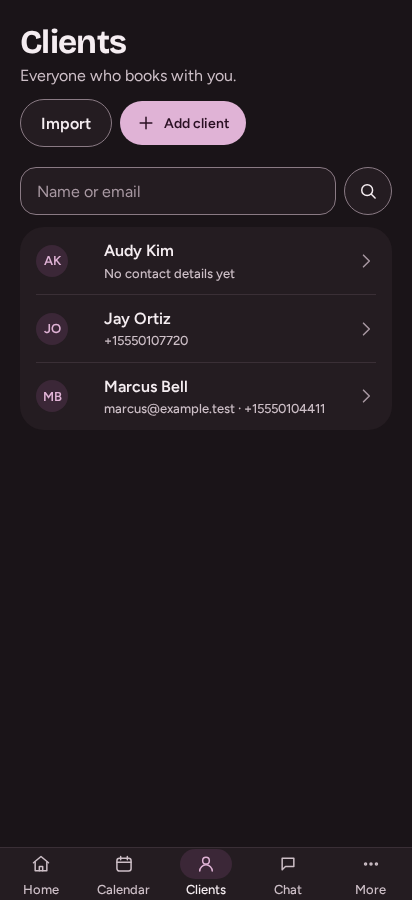 Clients
Everyone who books with you.
Import
Add client
Name or email
AK
Audy Kim
No contact details yet
JO
Jay Ortiz
+15550107720
MB
Marcus Bell
marcus@example.test · +15550104411
Home
Calendar
Clients
Chat
More